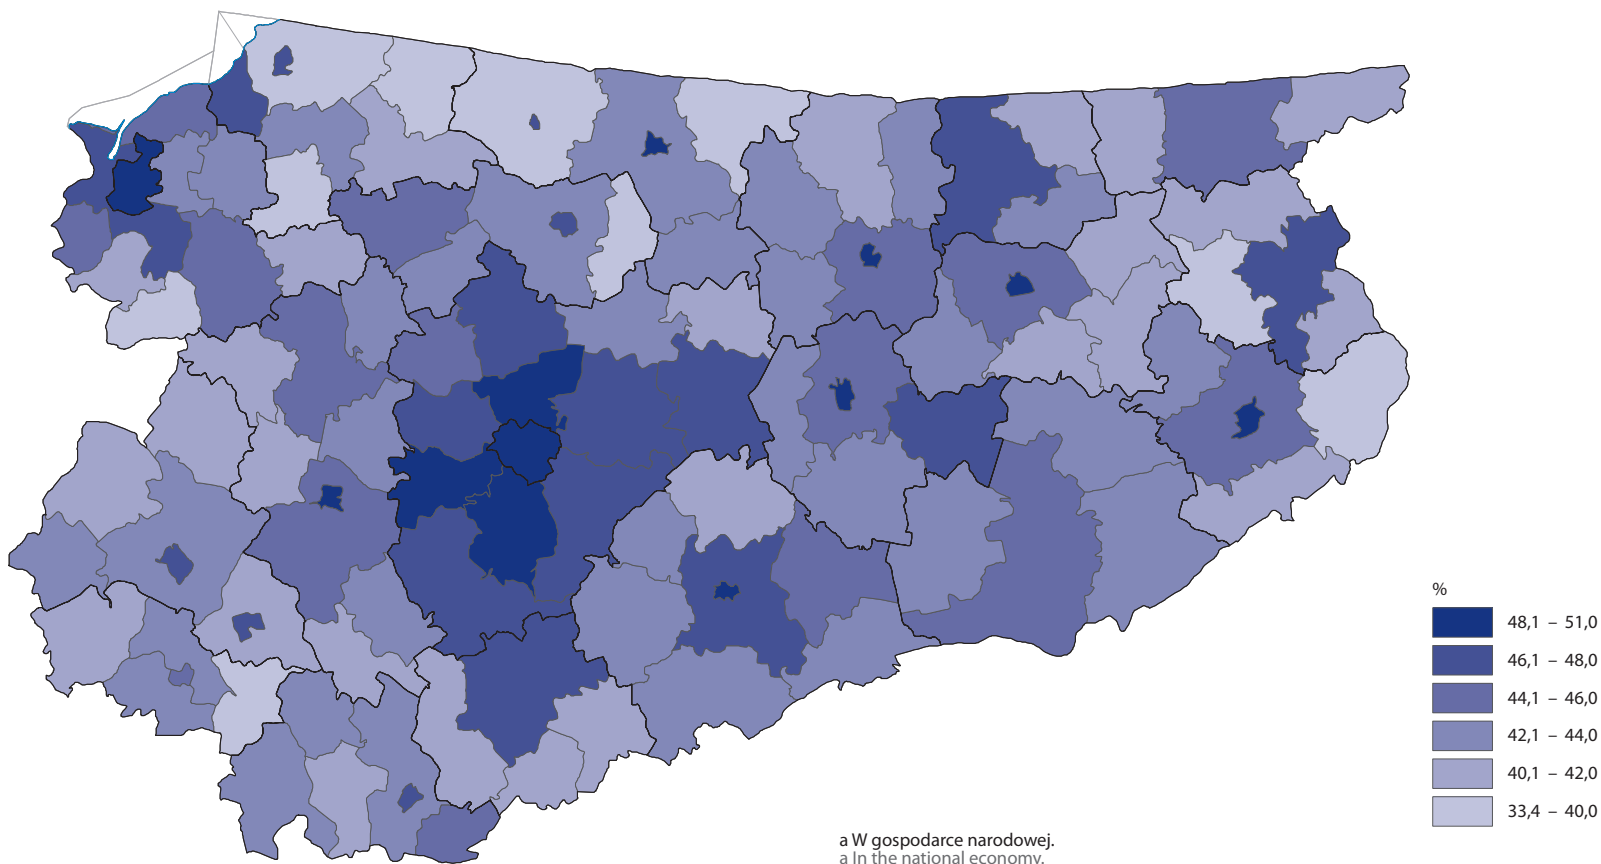 %
48,1 – 51,0
46,1 – 48,0
44,1 – 46,0
42,1 – 44,0
40,1 – 42,0
33,4 – 40,0
a W gospodarce narodowej.
a In the national economy.